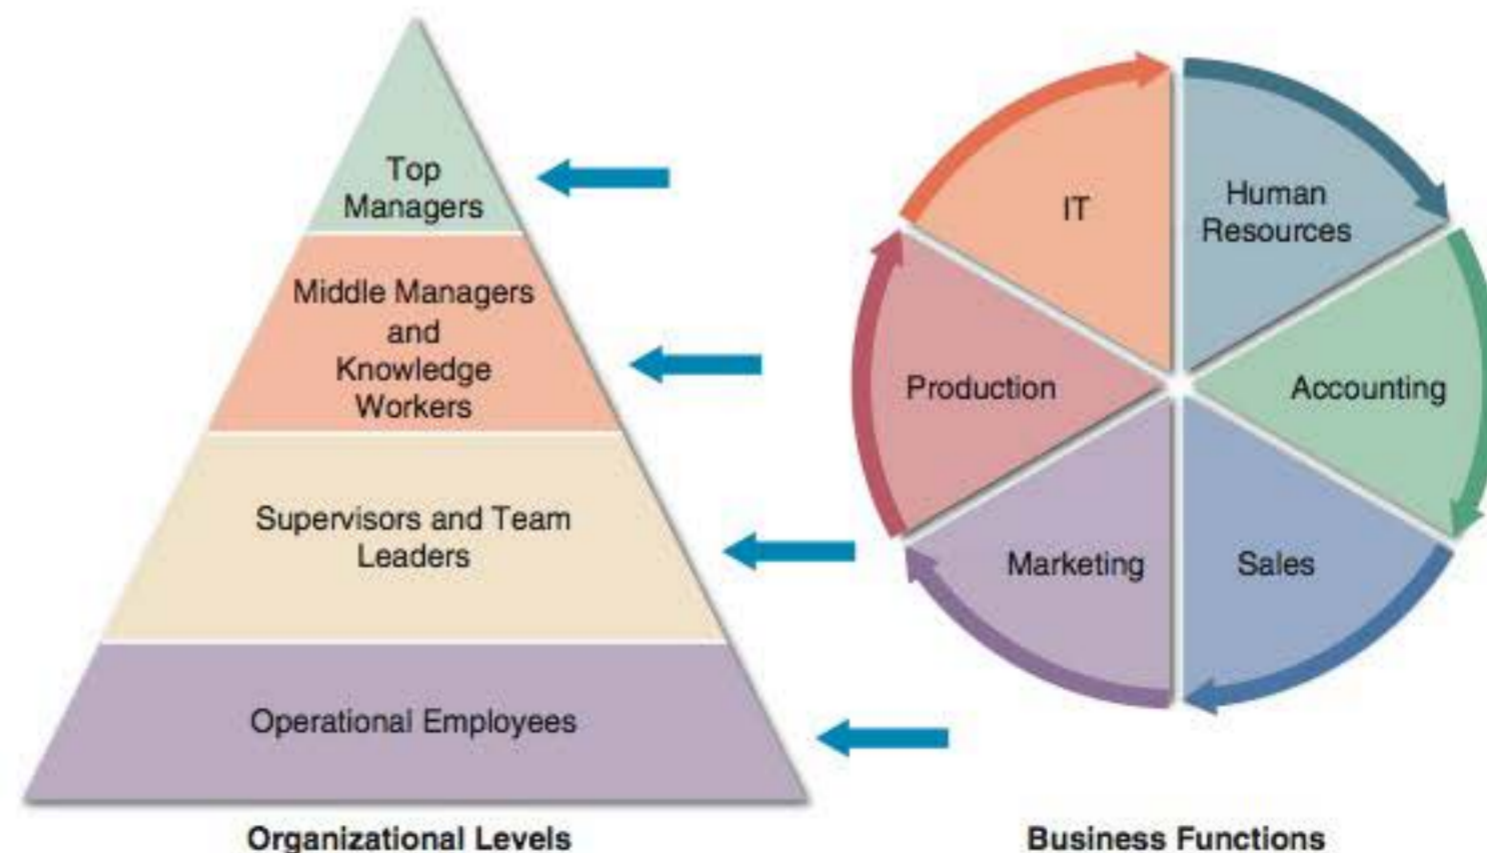 Top
Managers
Middle Managers
and
Knowledge
Workers
Supervisors and Team
Leaders
Operational Employees
Organizational Levels
IT
Human
Resources
Production
Accounting
Marketing
Sales
Business Functions